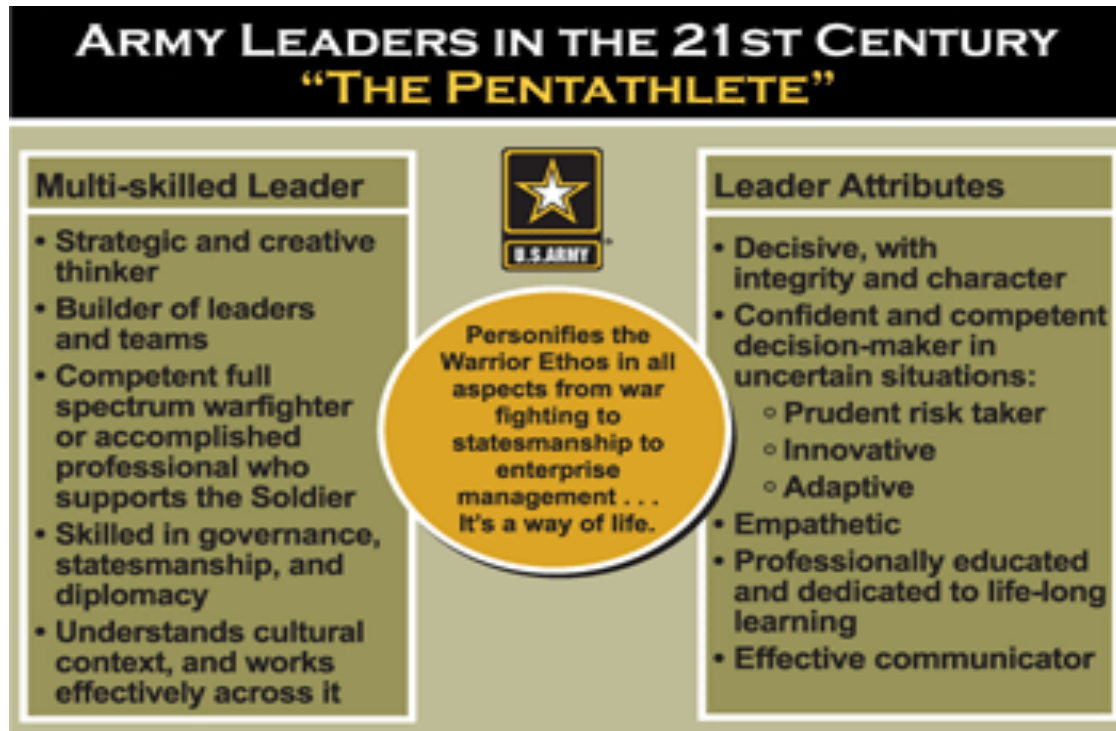 ARMY LEADERS IN THE 21ST CENTURY
“THE PENTATHLETE”
Multi-skilled Leader
• Strategic and creative
thinker
• Builder of leaders
and teams
• Competent full
spectrum warfighter
or accomplished
professional who
supports the Soldier
• Skilled in governance,
statesmanship, and
diplomacy
• Understands cultural
context, and works
effectively across it
U.S.ARMY
Personifies the
Warrior Ethos in all
aspects from war
fighting to
statesmanship to
enterprise
management . . .
It's a way of life.
Leader Attributes
• Decisive, with
integrity and character
• Confident and competent
decision-maker in
uncertain situations:
○ Prudent risk taker
○ Innovative
○ Adaptive
• Empathetic
• Professionally educated
and dedicated to life-long
learning
• Effective communicator